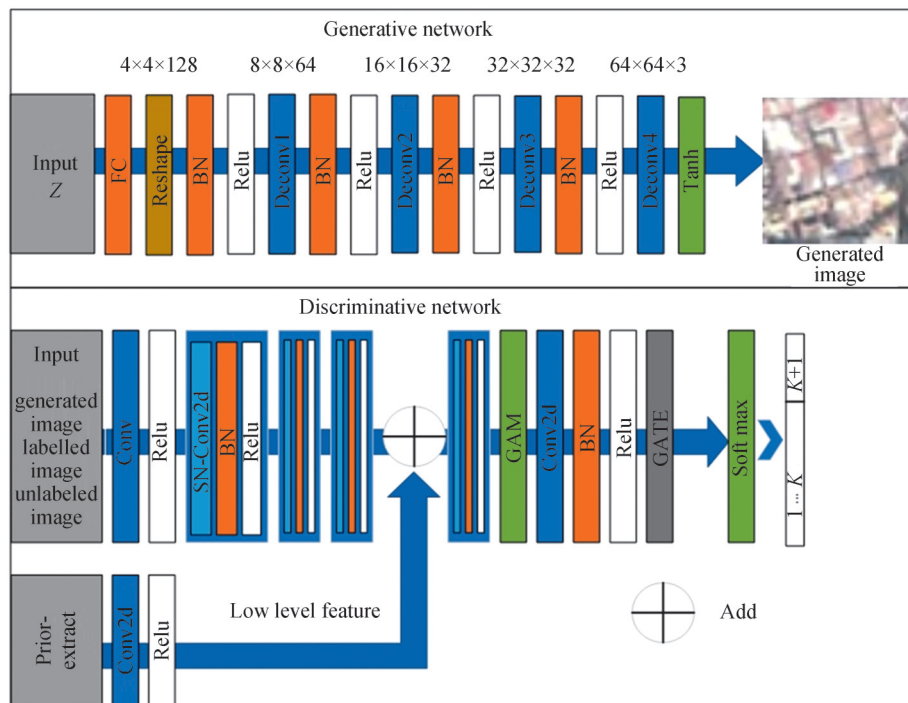 Generative network
4×4×128
8×8×64
16×16×32
32×32×32
64×64×3
Input
Z
FC
Reshape
BN
Relu
Deconv1
BN
Relu
Deconv2
BN
Relu
Deconv3
BN
Relu
Deconv4
Tanh
Generated
image
Discriminative network
Input
generated
image
labelled
image
unlabeled
image
Conv
Relu
SN-Conv2d
BN
Relu
GAM
Conv2d
BN
Relu
GATE
Soft max
K+1
1 ... K
Prior-
extract
Conv2d
Relu
Low level feature
Add